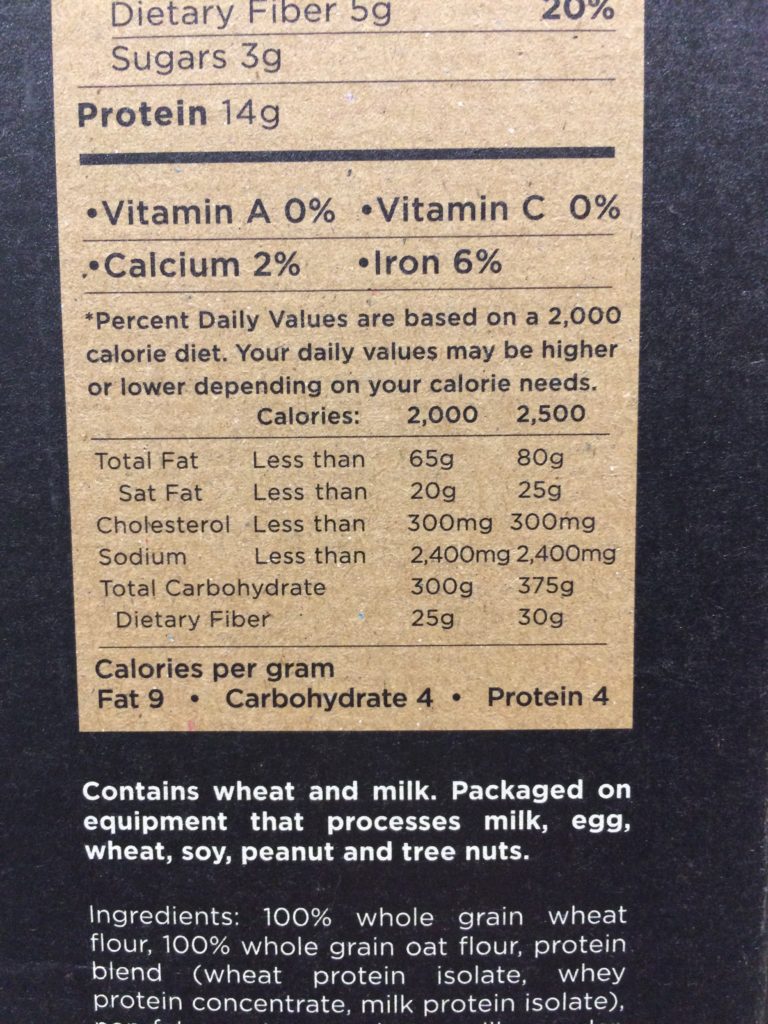 Dietary Fiber 5g 20%
Sugars 3g
Protein 14g
•Vitamin A 0% •Vitamin C 0%
•Calcium 2% •Iron 6%
*Percent Daily Values are based on a 2,000
calorie diet. Your daily values may be higher
or lower depending on your calorie needs.
Calories: 2,000 2,500
Total Fat Less than 65g 80g
Sat Fat Less than 20g 25g
Cholesterol Less than 300mg 300mg
Sodium Less than 2,400mg 2,400mg
Total Carbohydrate 300g 375g
Dietary Fiber 25g 30g
Calories per gram
Fat 9 • Carbohydrate 4 • Protein 4
Contains wheat and milk. Packaged on
equipment that processes milk, egg,
wheat, soy, peanut and tree nuts.
Ingredients: 100% whole grain wheat
flour, 100% whole grain oat flour, protein
blend (wheat protein isolate, whey
protein concentrate, milk protein isolate),